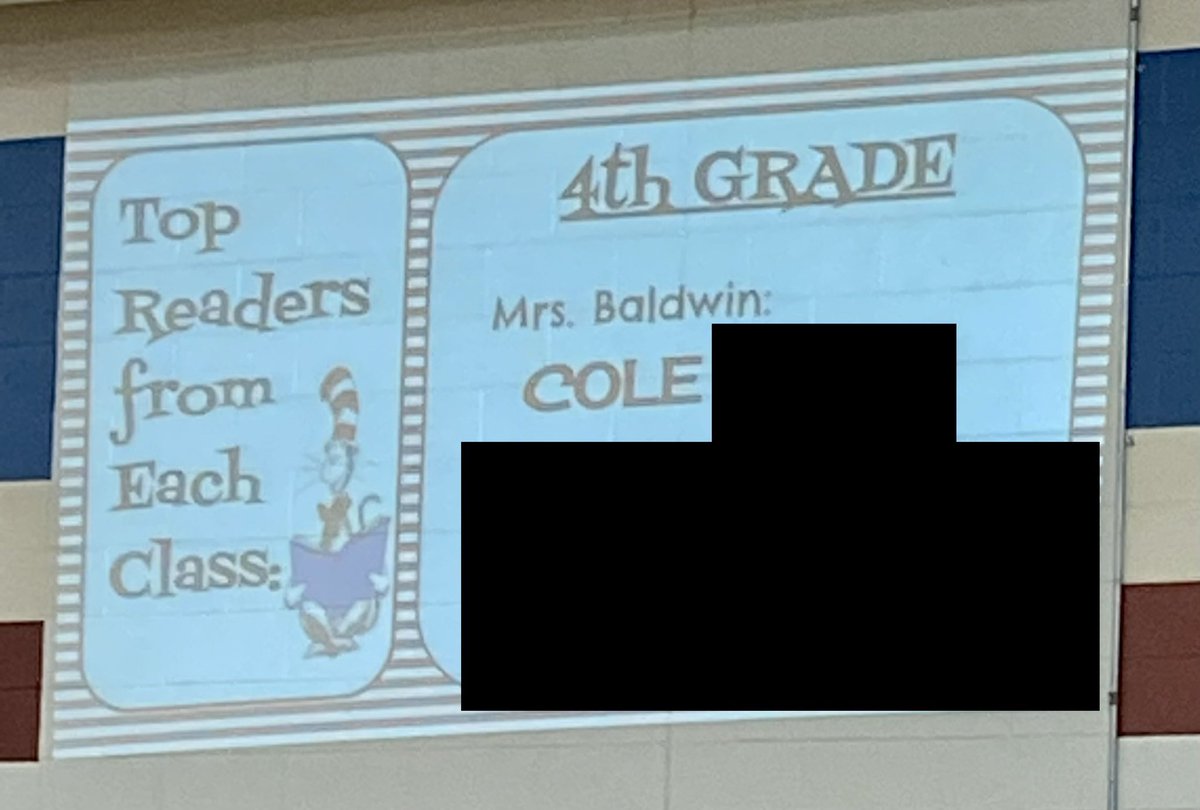 Top
Readers
from
Each
Class:
4th GRADE
Mrs. Baldwin:
COLE